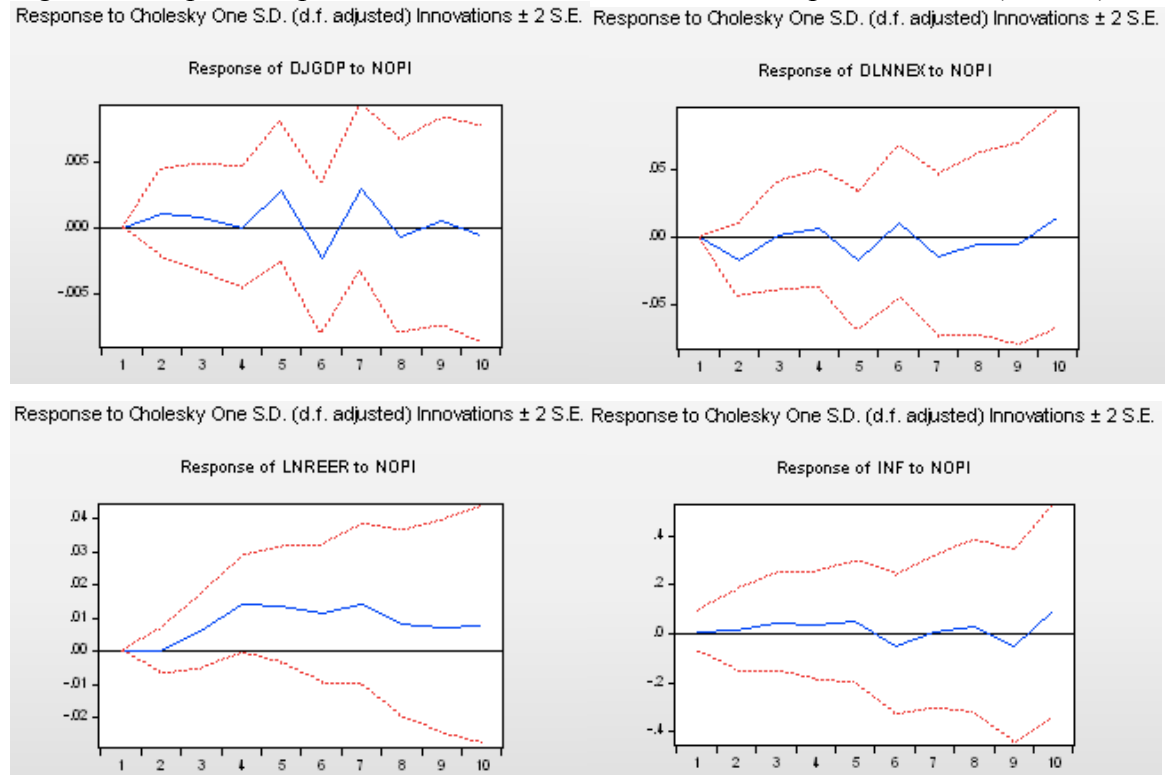 Response to Cholesky One S.D. (d.f. adjusted) Innovations ± 2 S.E.
Response of DJGDP to NOPI
.005
.000
-.005
1 2 3 4 5 6 7 8 9 10
Response to Cholesky One S.D. (d.f. adjusted) Innovations ± 2 S.E.
Response of DLNNEX to NOPI
.05
.00
-.05
1 2 3 4 5 6 7 8 9 10
Response to Cholesky One S.D. (d.f. adjusted) Innovations ± 2 S.E.
Response of LNREER to NOPI
.04
.03
.02
.01
.00
-.01
-.02
1 2 3 4 5 6 7 8 9 10
Response to Cholesky One S.D. (d.f. adjusted) Innovations ± 2 S.E.
Response of INF to NOPI
.4
.2
.0
-.2
-.4
1 2 3 4 5 6 7 8 9 10